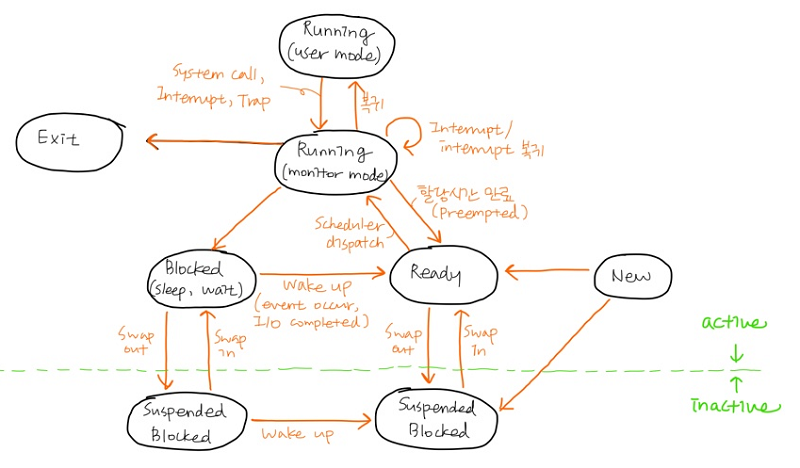 Running
(user mode)
System call,
Interrupt, Trap
복귀
Exit
Running
(monitor mode)
Interrupt/
interrupt 복귀
할당시간 만료
(Preempted)
Scheduler
dispatch
Blocked
(sleep, wait)
Wake up
(event occur,
I/O completed)
Ready
New
Swap
out
Swap
in
Swap
out
Swap
in
active
inactive
Suspended
Blocked
Wake up
Suspended
Blocked